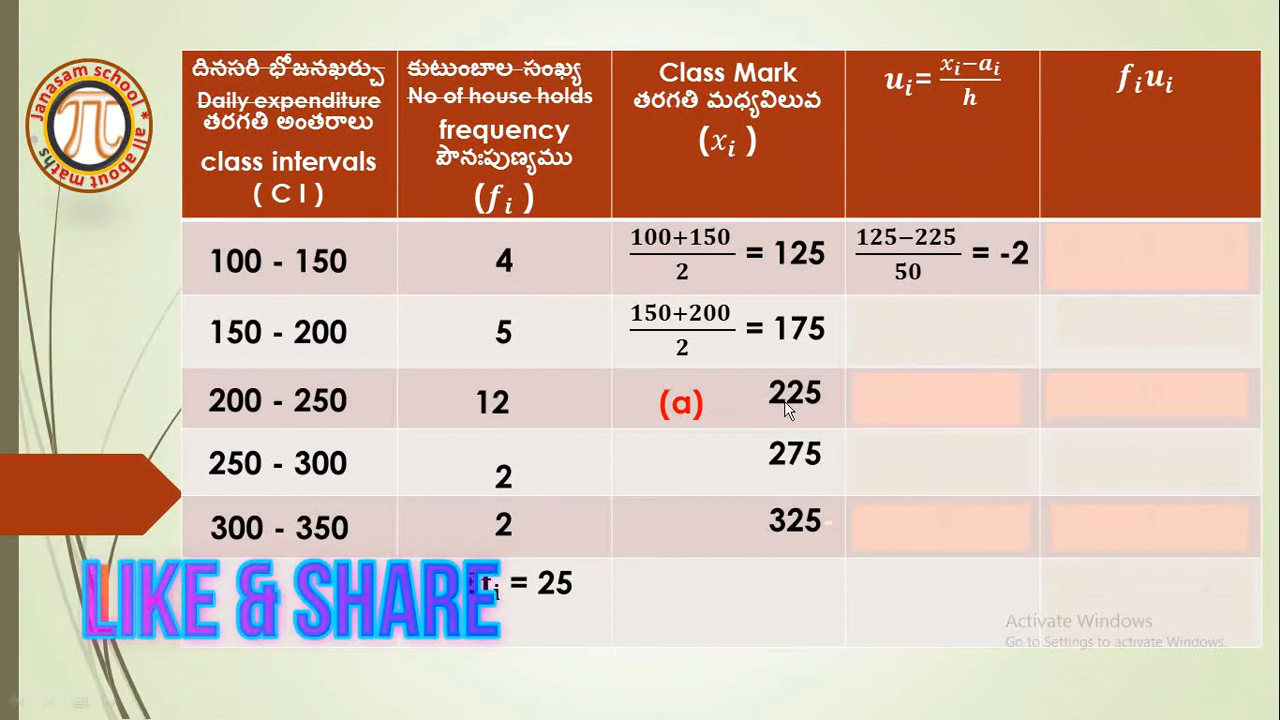 Janasam school * all about maths *
π
దినసరి భోజనఖర్చు
Daily expenditure
తరగతి అంతరాలు
class intervals
( C I )
కుటుంబాల సంఖ్య
No of house holds
frequency
పౌనఃపుణ్యము
(fᵢ )
Class Mark
తరగతి మధ్యవిలువ
(xᵢ )
uᵢ= (xᵢ−aᵢ)/h
fᵢuᵢ
100 - 150 4 (100+150)/2 = 125 (125−225)/50 = -2
150 - 200 5 (150+200)/2 = 175
200 - 250 12 (a) 225
250 - 300 2 275
300 - 350 2 325
fᵢ = 25
LIKE & SHARE
Activate Windows
Go to Settings to activate Windows.